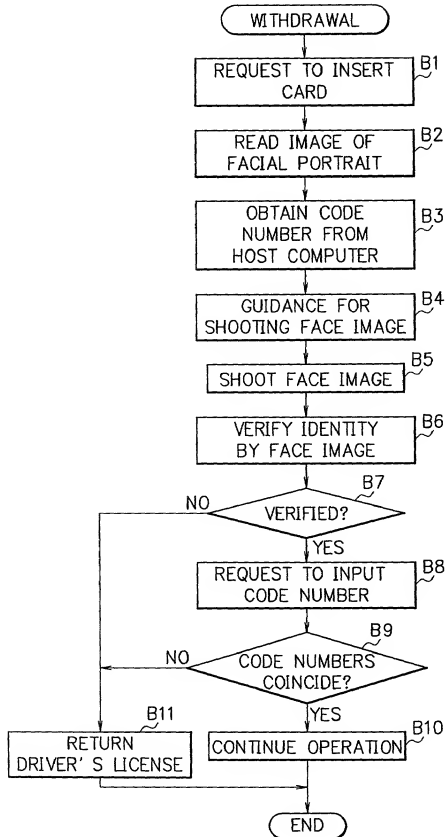 WITHDRAWAL
B1
REQUEST TO INSERT
CARD
B2
READ IMAGE OF
FACIAL PORTRAIT
B3
OBTAIN CODE
NUMBER FROM
HOST COMPUTER
B4
GUIDANCE FOR
SHOOTING FACE IMAGE
B5
SHOOT FACE IMAGE
B6
VERIFY IDENTITY
BY FACE IMAGE
B7
NO
VERIFIED?
YES
B8
REQUEST TO INPUT
CODE NUMBER
B9
NO
CODE NUMBERS
COINCIDE?
YES
B11
RETURN
DRIVER'S LICENSE
B10
CONTINUE OPERATION
END